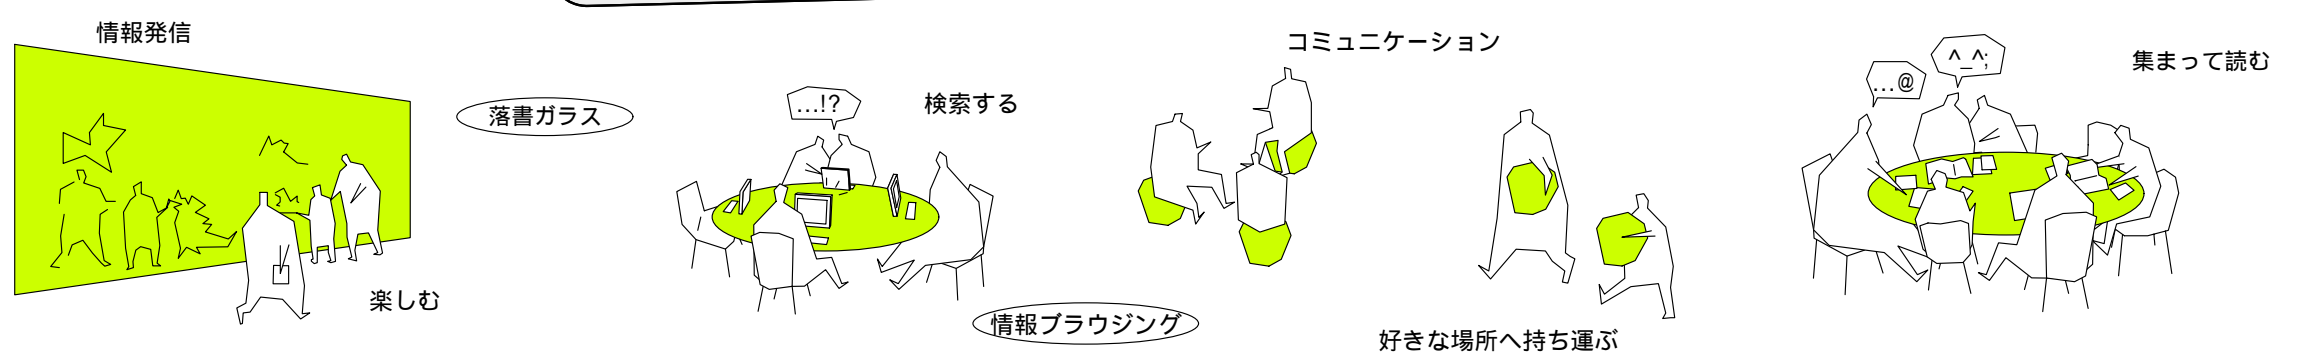 情報発信
落書ガラス
楽しむ
…!?
検索する
情報ブラウジング
コミュニケーション
好きな場所へ持ち運ぶ
…@
^_^;
集まって読む